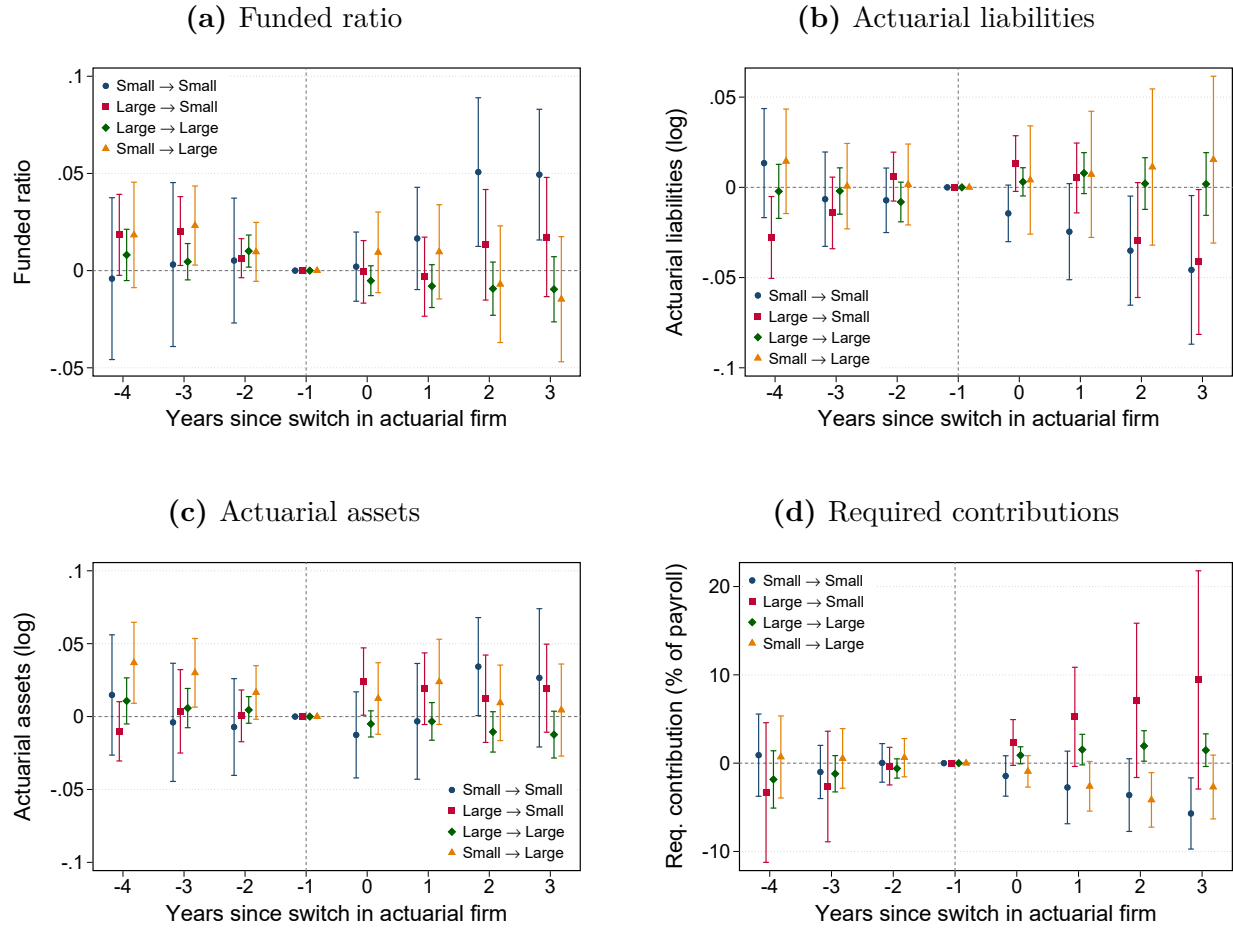 (a) Funded ratio
.1
.05
0
-.05
Funded ratio
Small → Small
Large → Small
Large → Large
Small → Large
-4 -3 -2 -1 0 1 2 3
Years since switch in actuarial firm
(b) Actuarial liabilities
.05
0
-.05
-.1
Actuarial liabilities (log)
Small → Small
Large → Small
Large → Large
Small → Large
-4 -3 -2 -1 0 1 2 3
Years since switch in actuarial firm
(c) Actuarial assets
.1
.05
0
-.05
-.1
Actuarial assets (log)
Small → Small
Large → Small
Large → Large
Small → Large
-4 -3 -2 -1 0 1 2 3
Years since switch in actuarial firm
(d) Required contributions
20
10
0
-10
Req. contribution (% of payroll)
Small → Small
Large → Small
Large → Large
Small → Large
-4 -3 -2 -1 0 1 2 3
Years since switch in actuarial firm